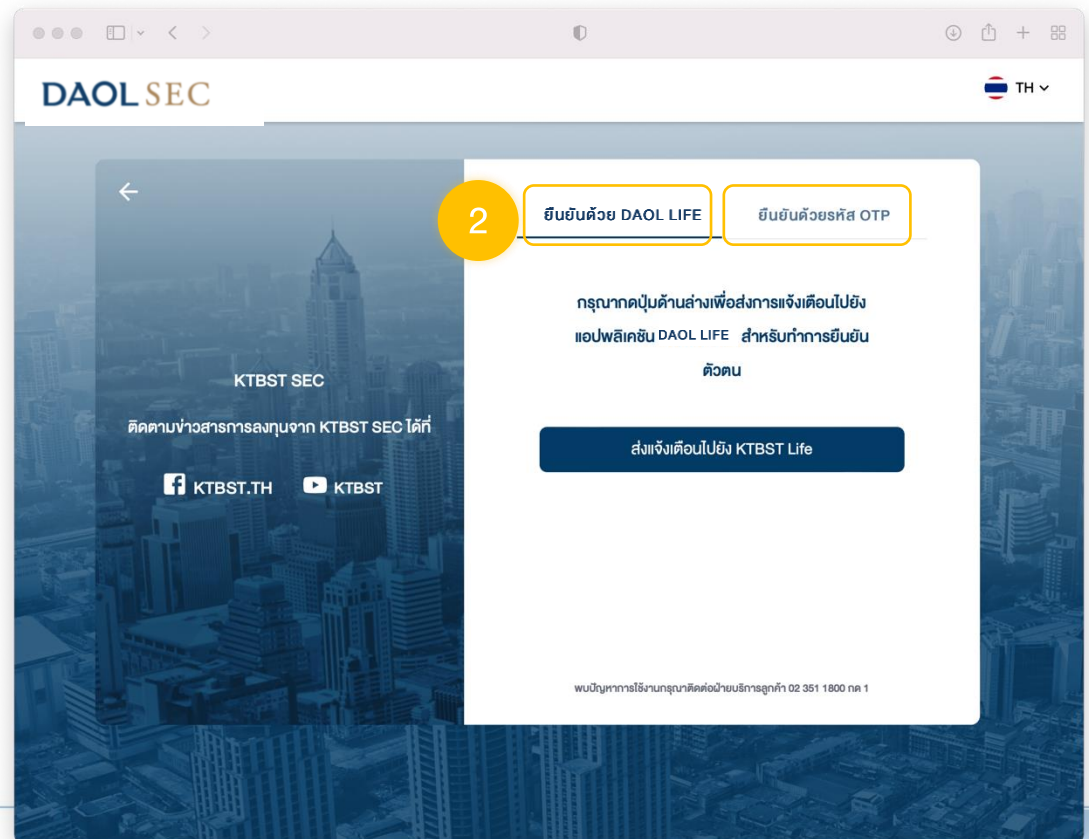 DAOL SEC
TH
2
ยืนยันด้วย DAOL LIFE
ยืนยันด้วยรหัส OTP
กรุณากดปุ่มด้านล่างเพื่อส่งการแจ้งเตือนไปยัง
แอปพลิเคชัน DAOL LIFE สำหรับทำการยืนยัน
ตัวตน
KTBST SEC
ติดตามข่าวสารการลงทุนจาก KTBST SEC ได้ที่
KTBST.TH KTBST
ส่งแจ้งเตือนไปยัง KTBST Life
พบปัญหาการใช้งานกรุณาติดต่อฝ่ายบริการลูกค้า 02 351 1800 กด 1